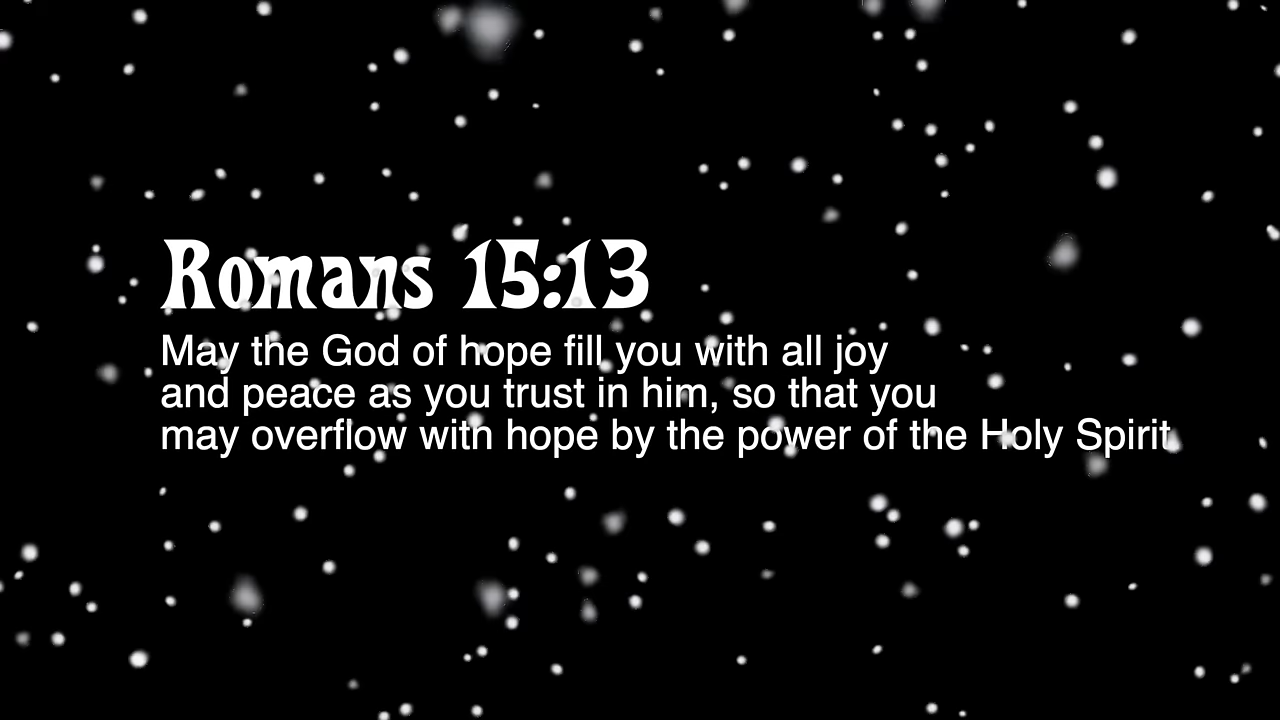 Romans 15:13
May the God of hope fill you with all joy
and peace as you trust in him, so that you
may overflow with hope by the power of the Holy Spirit.